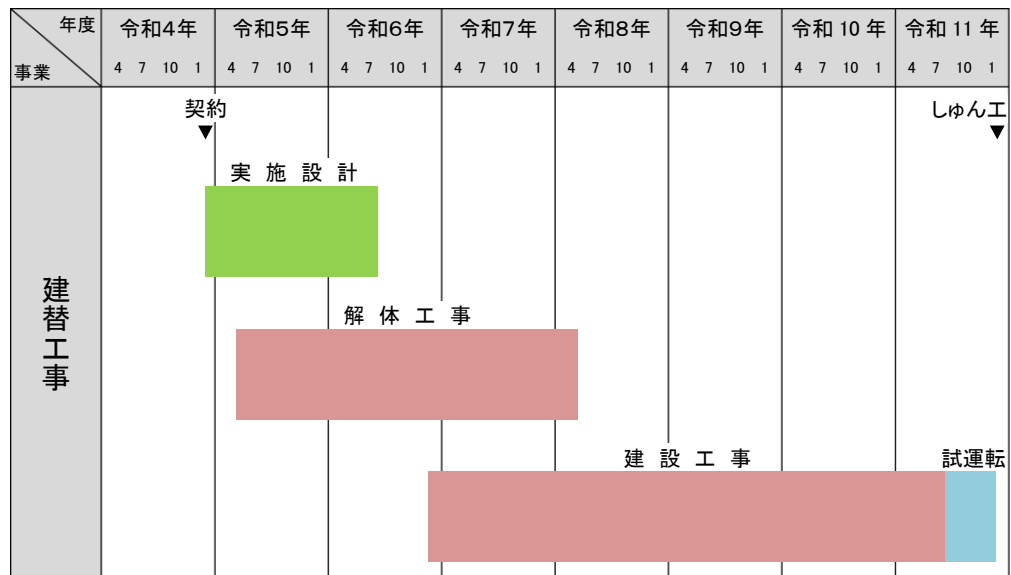 年度
事業
令和4年 令和5年 令和6年 令和7年 令和8年 令和9年 令和 10 年 令和 11 年
4 7 10 1 4 7 10 1 4 7 10 1 4 7 10 1 4 7 10 1 4 7 10 1 4 7 10 1 4 7 10 1
建替工事
契約 しゅん工
▼ ▼
実施設計
解体工事
建設工事 試運転